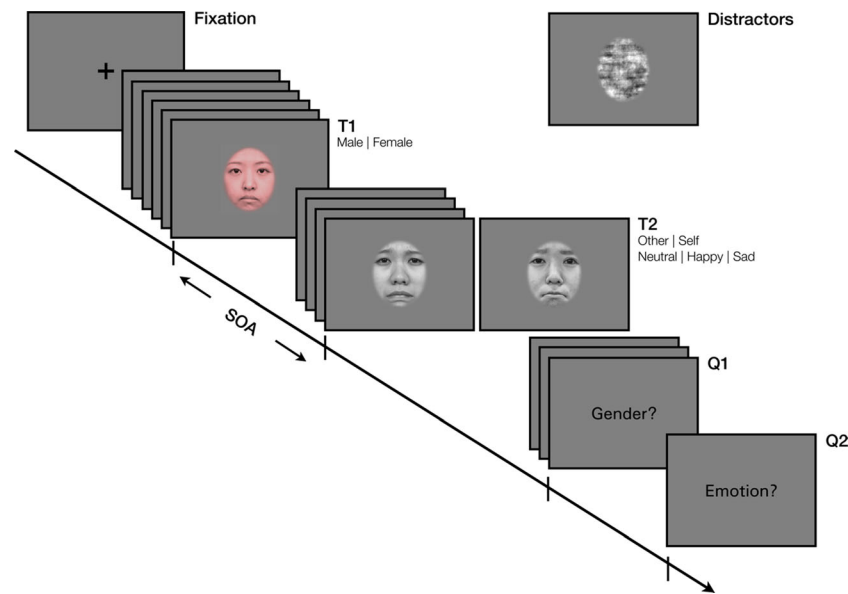 Fixation
Distractors
T1
Male | Female
T2
Other | Self
Neutral | Happy | Sad
SOA
Q1
Gender?
Q2
Emotion?